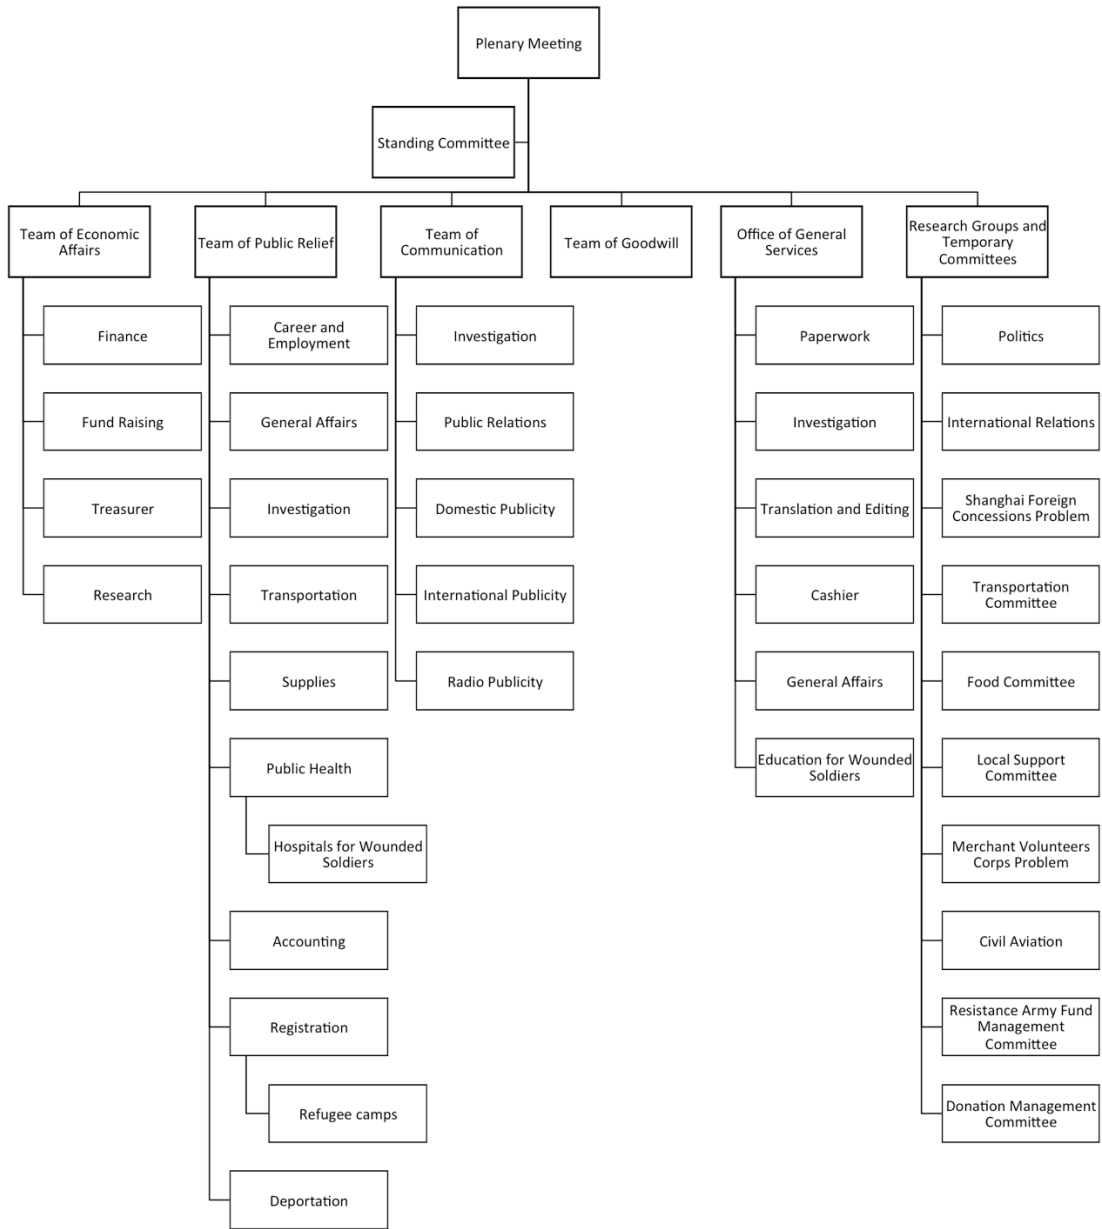 Plenary Meeting
Standing Committee
Team of Economic
Affairs
Finance
Fund Raising
Treasurer
Research
Team of Public Relief
Career and
Employment
General Affairs
Investigation
Transportation
Supplies
Public Health
Hospitals for Wounded
Soldiers
Accounting
Registration
Refugee camps
Deportation
Team of
Communication
Investigation
Public Relations
Domestic Publicity
International Publicity
Radio Publicity
Team of Goodwill
Office of General
Services
Paperwork
Investigation
Translation and Editing
Cashier
General Affairs
Education for Wounded
Soldiers
Research Groups and
Temporary
Committees
Politics
International Relations
Shanghai Foreign
Concessions Problem
Transportation
Committee
Food Committee
Local Support
Committee
Merchant Volunteers
Corps Problem
Civil Aviation
Resistance Army Fund
Management
Committee
Donation Management
Committee